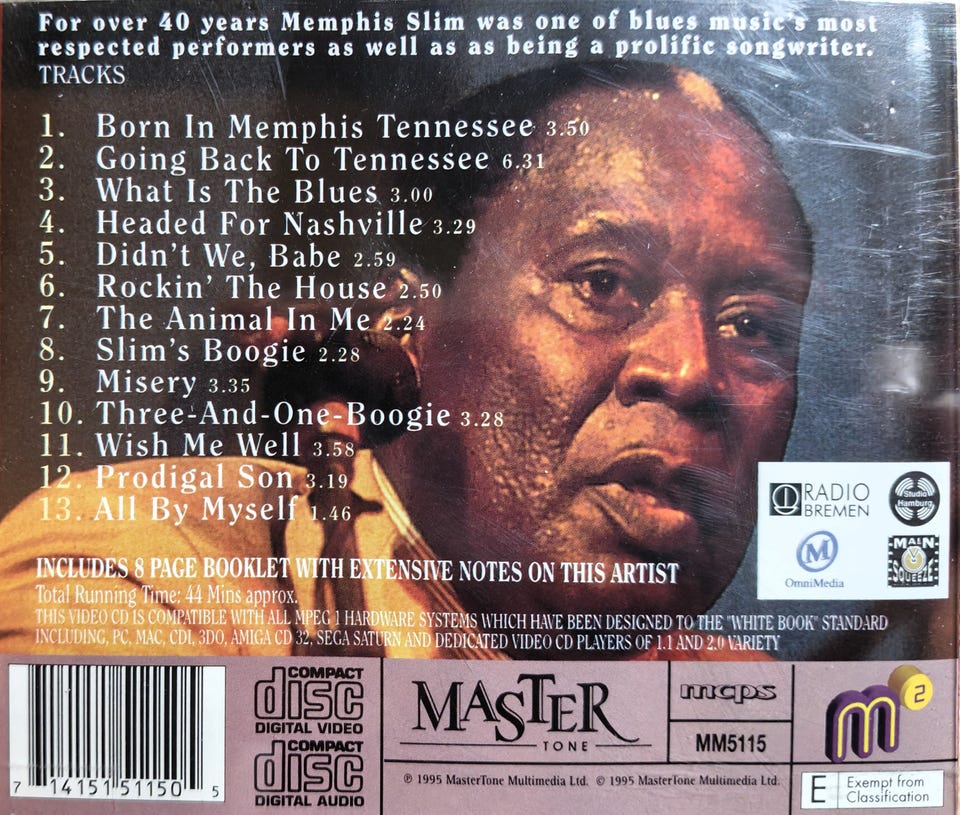 For over 40 years Memphis Slim was one of blues music's most
respected performers as well as as being a prolific songwriter.
TRACKS
1. Born In Memphis Tennessee 3.50
2. Going Back To Tennessee 6.31
3. What Is The Blues 3.00
4. Headed For Nashville 3.29
5. Didn't We, Babe 2.59
6. Rockin' The House 2.50
7. The Animal In Me 2.24
8. Slim's Boogie 2.28
9. Misery 3.35
10. Three-And-One-Boogie 3.28
11. Wish Me Well 3.58
12. Prodigal Son 3.19
13. All By Myself 1.46
RADIO
BREMEN
Studio
Hamburg
M
OmniMedia
MAIN
SQUEEZE
INCLUDES 8 PAGE BOOKLET WITH EXTENSIVE NOTES ON THIS ARTIST
Total Running Time: 44 Mins approx.
THIS VIDEO CD IS COMPATIBLE WITH ALL MPEG 1 HARDWARE SYSTEMS WHICH HAVE BEEN DESIGNED TO THE "WHITE BOOK" STANDARD
INCLUDING, PC, MAC, CDI, 3DO, AMIGA CD 32, SEGA SATURN AND DEDICATED VIDEO CD PLAYERS OF 1.1 AND 2.0 VARIETY
7 14151 51150 5
COMPACT
disc
DIGITAL VIDEO
COMPACT
disc
DIGITAL AUDIO
MASTER
TONE
℗ 1995 MasterTone Multimedia Ltd. © 1995 MasterTone Multimedia Ltd.
mcps
MM5115
m2
E Exempt from
Classification